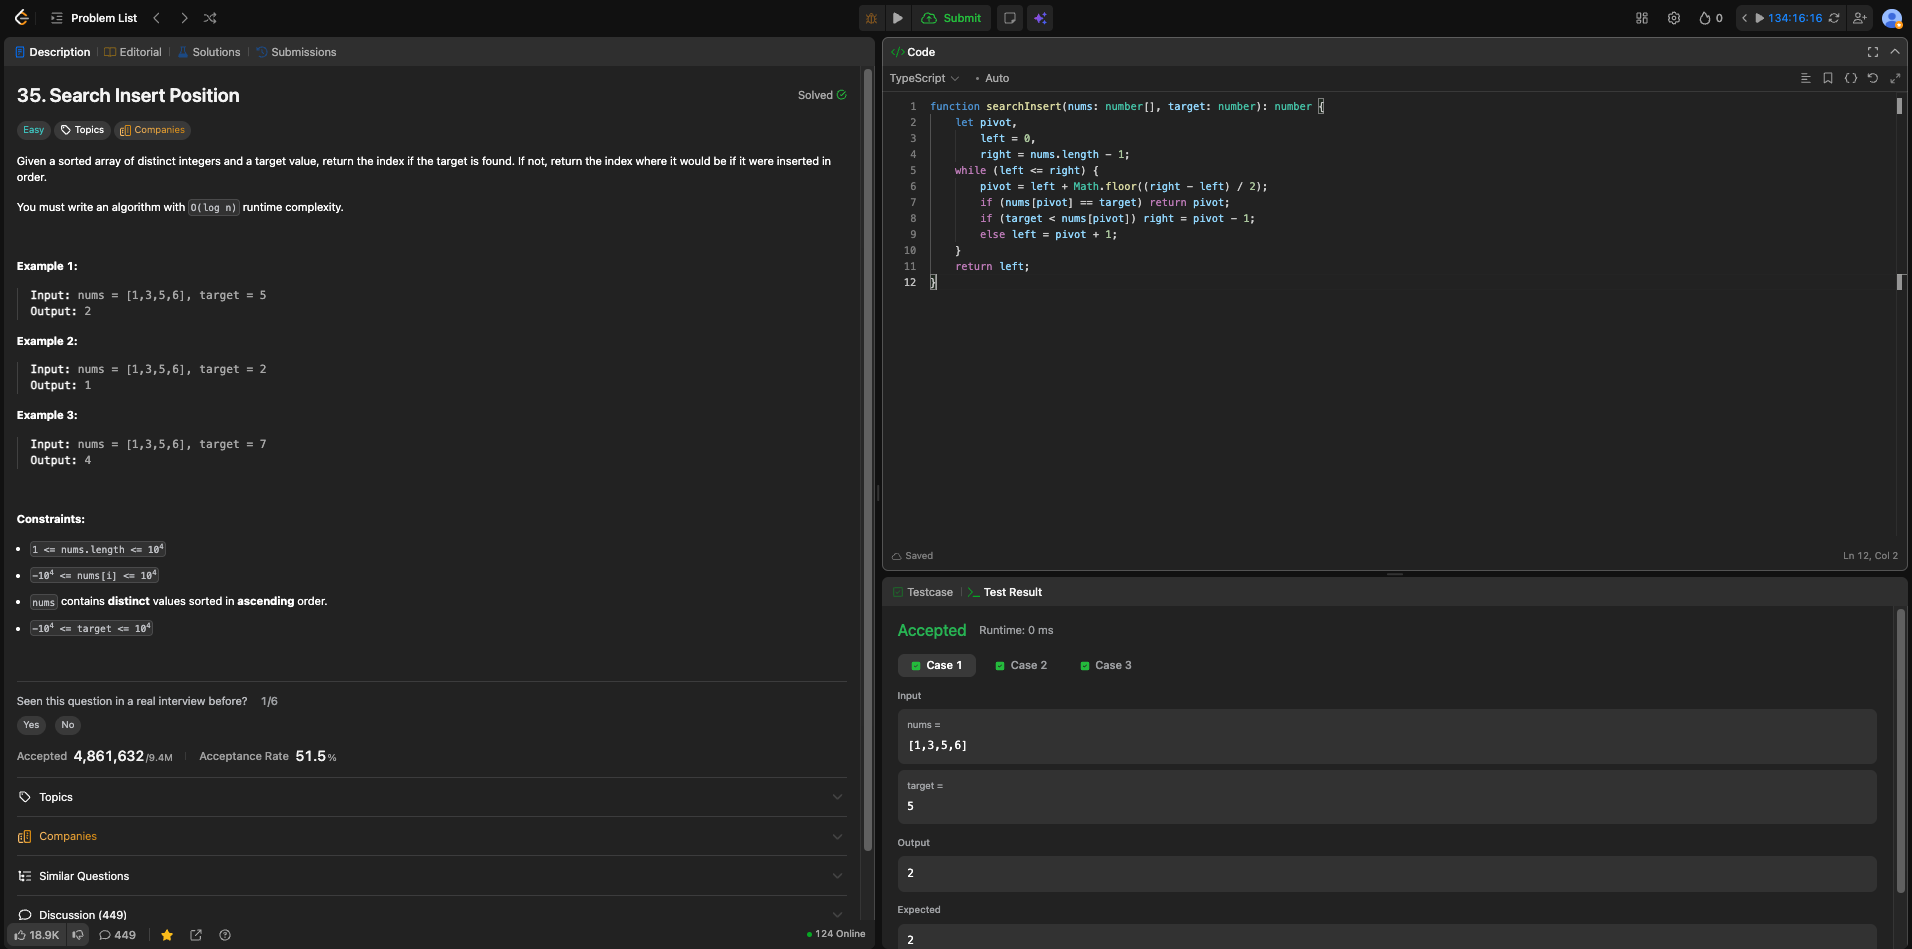 Problem List
Submit
0
134:16:16
Description
Editorial
Solutions
Submissions
35. Search Insert Position
Solved
Easy
Topics
Companies
Given a sorted array of distinct integers and a target value, return the index if the target is found. If not, return the index where it would be if it were inserted in
order.
You must write an algorithm with O(log n) runtime complexity.
Example 1:
Input: nums = [1,3,5,6], target = 5
Output: 2
Example 2:
Input: nums = [1,3,5,6], target = 2
Output: 1
Example 3:
Input: nums = [1,3,5,6], target = 7
Output: 4
Constraints:
• 1 <= nums.length <= 10⁴
• -10⁴ <= nums[i] <= 10⁴
• nums contains distinct values sorted in ascending order.
• -10⁴ <= target <= 10⁴
Seen this question in a real interview before? 1/6
Yes
No
Accepted 4,861,632/9.4M
Acceptance Rate 51.5%
Topics
Companies
Similar Questions
Discussion (449)
18.9K
449
124 Online
</> Code
TypeScript
• Auto
1 function searchInsert(nums: number[], target: number): number {
2     let pivot,
3         left = 0,
4         right = nums.length - 1;
5     while (left <= right) {
6         pivot = left + Math.floor((right - left) / 2);
7         if (nums[pivot] == target) return pivot;
8         if (target < nums[pivot]) right = pivot - 1;
9         else left = pivot + 1;
10     }
11     return left;
12 }
Saved
Ln 12, Col 2
Testcase
>_ Test Result
Accepted
Runtime: 0 ms
Case 1
Case 2
Case 3
Input
nums =
[1,3,5,6]
target =
5
Output
2
Expected
2